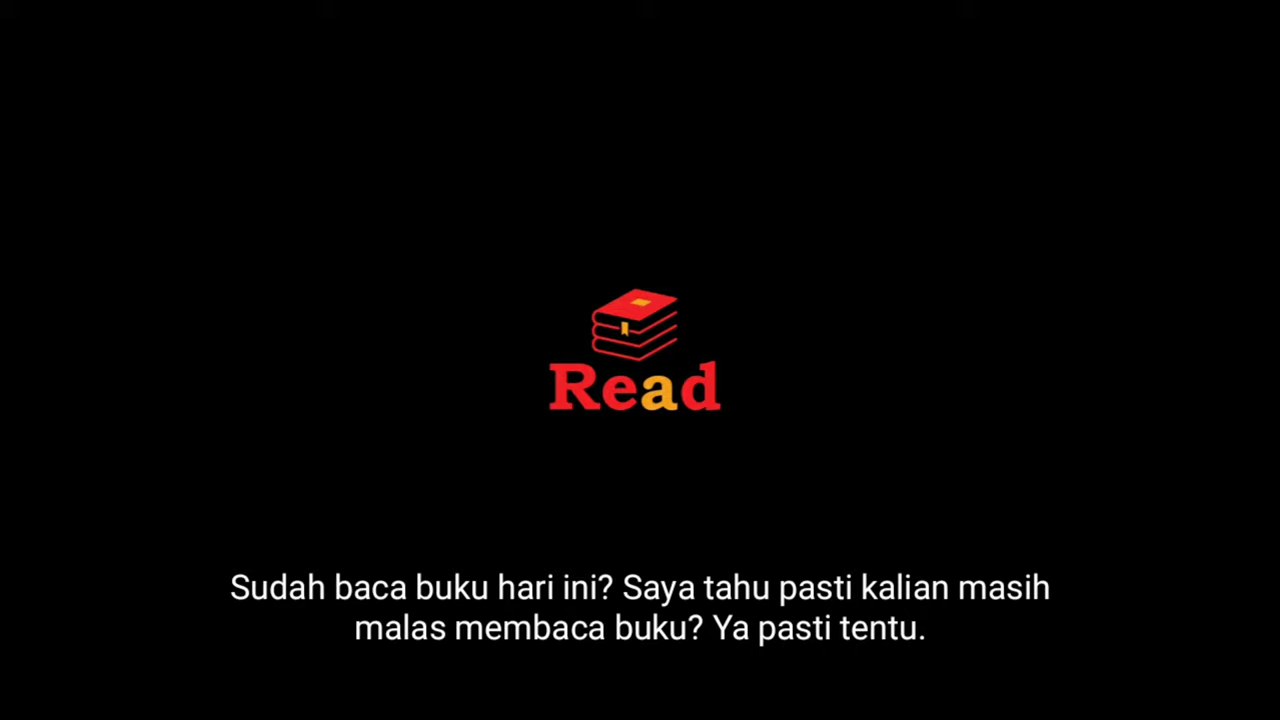 Read
Sudah baca buku hari ini? Saya tahu pasti kalian masih
malas membaca buku? Ya pasti tentu.